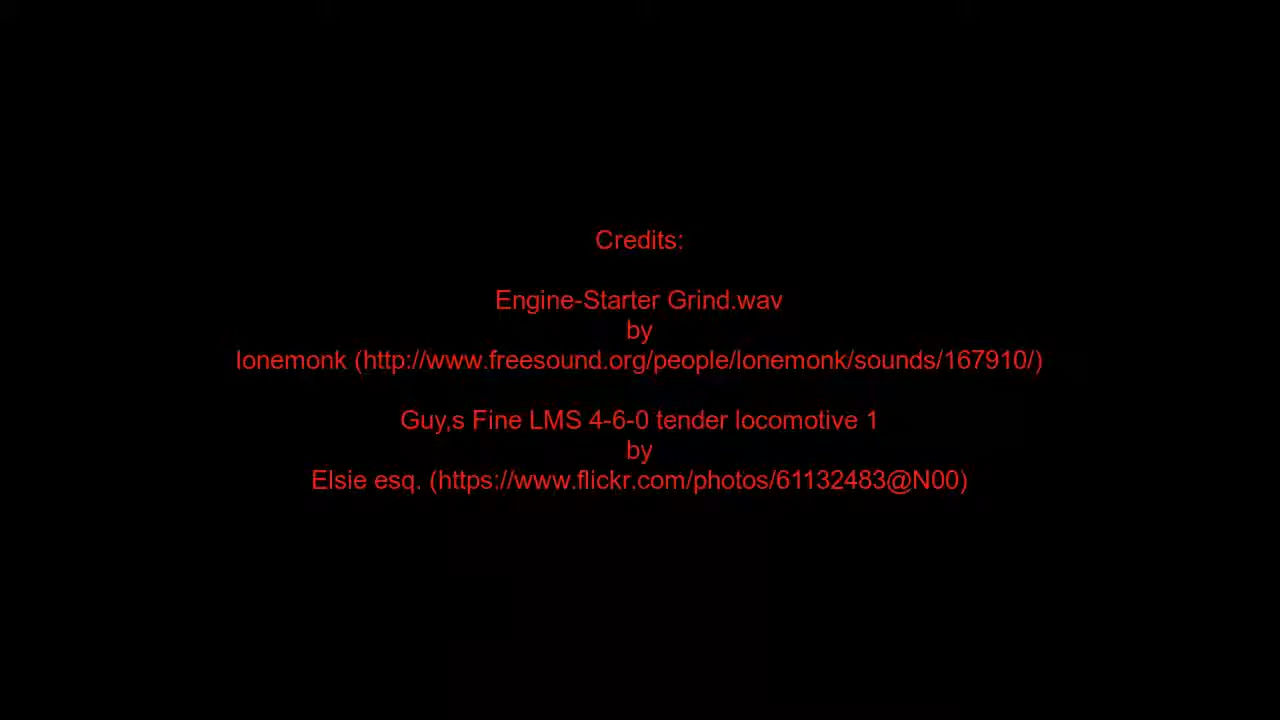 Credits:
Engine-Starter Grind.wav
by
lonemonk (http://www.freesound.org/people/lonemonk/sounds/167910/)
Guy,s Fine LMS 4-6-0 tender locomotive 1
by
Elsie esq. (https://www.flickr.com/photos/61132483@N00)